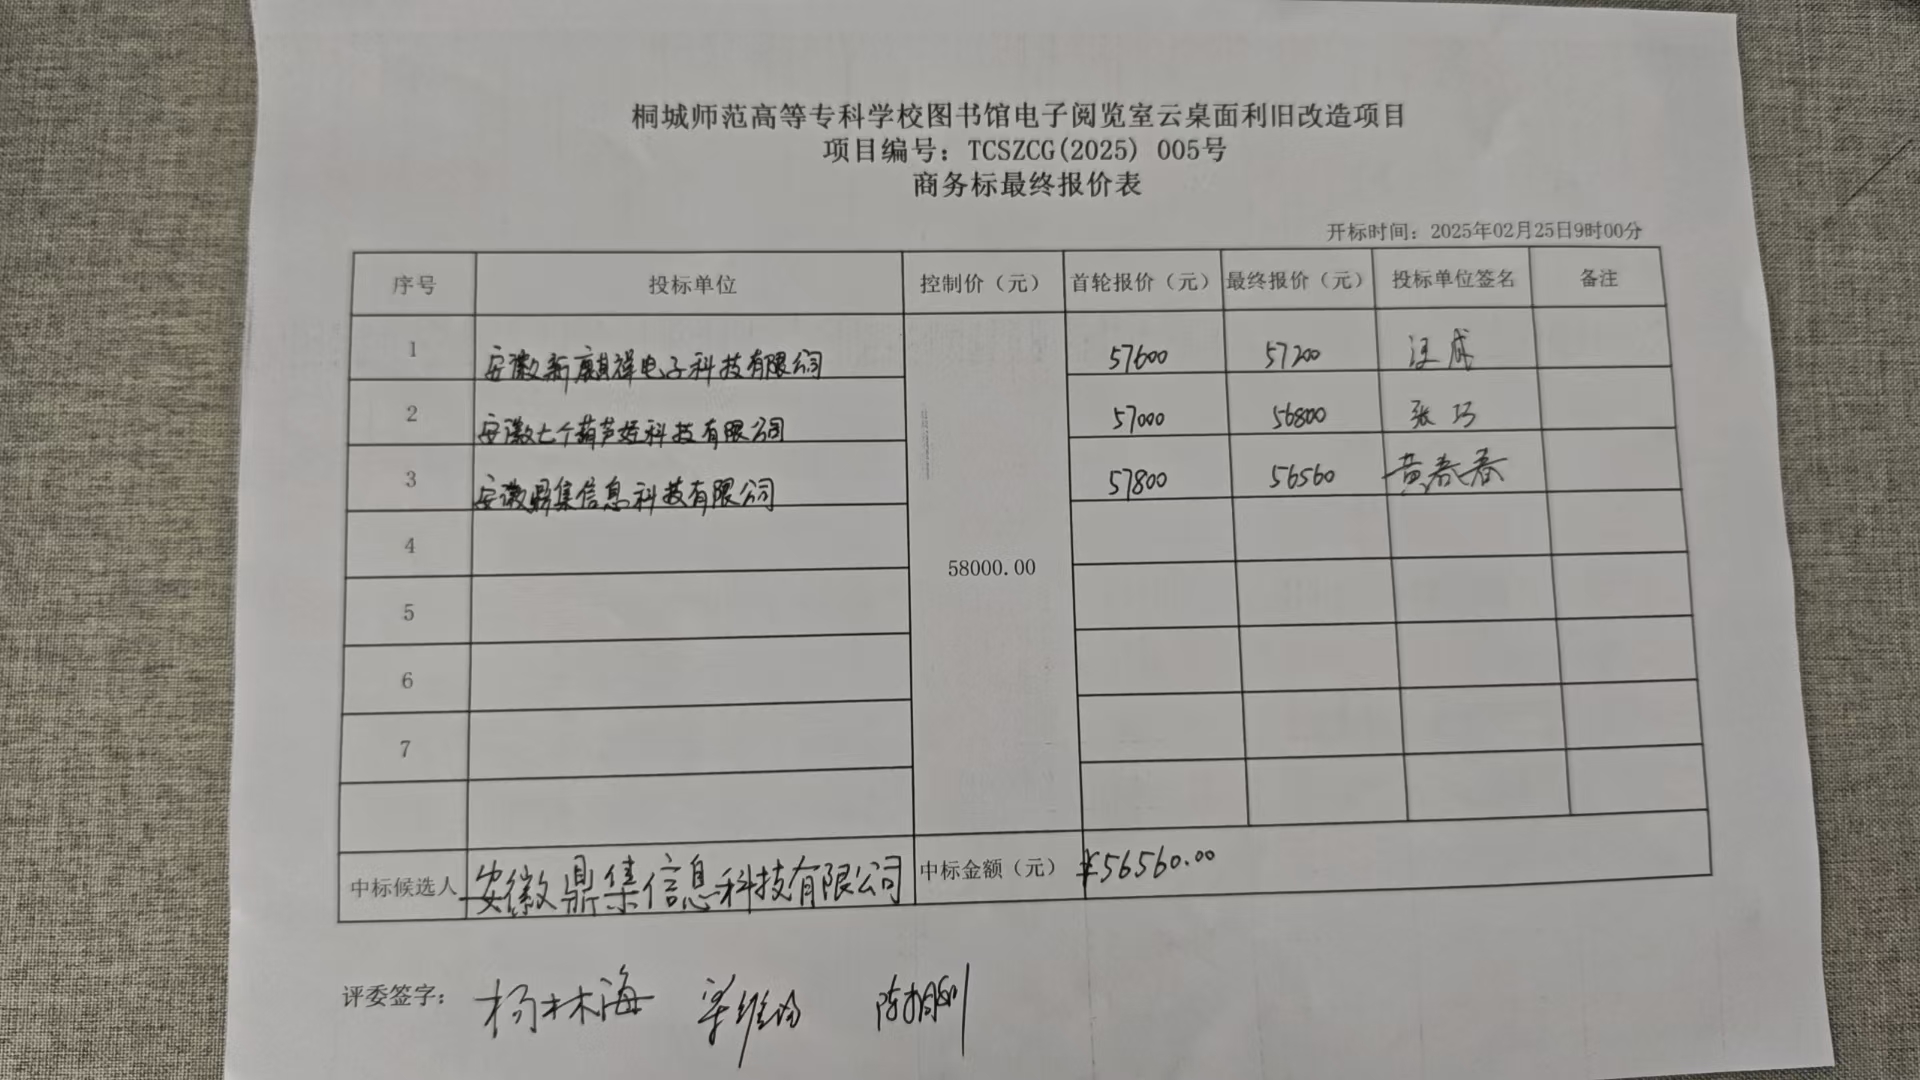 桐城师范高等专科学校图书馆电子阅览室云桌面利旧改造项目
项目编号：TCSZCG(2025) 005号
商务标最终报价表
开标时间：2025年02月25日9时00分
序号 投标单位 控制价（元） 首轮报价（元） 最终报价（元） 投标单位签名 备注
1 安徽新麒祥电子科技有限公司 57600 57200 汪成
2 安徽七个葫芦娃科技有限公司 57000 56800 张巧
3 安徽鼎集信息科技有限公司 57800 56560 黄春春
4
58000.00
5
6
7
中标候选人 安徽鼎集信息科技有限公司 中标金额（元） ¥56560.00
评委签字： 杨林海